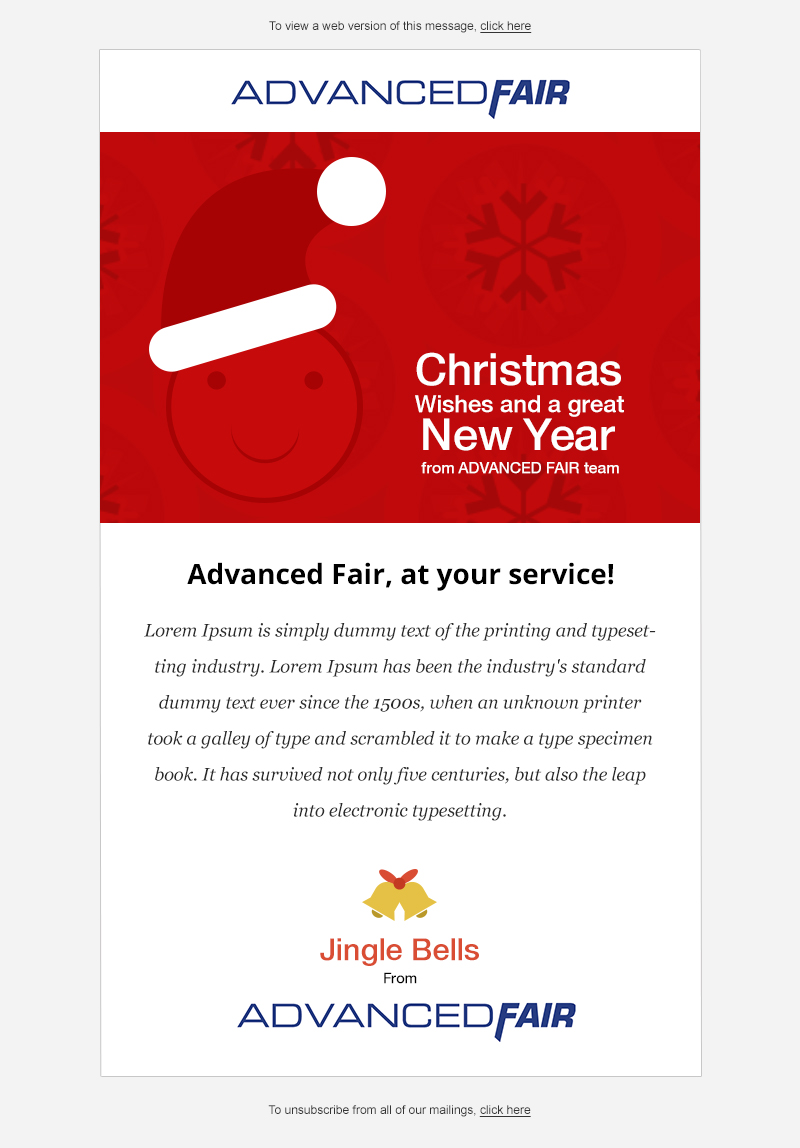 To view a web version of this message, click here
ADVANCEDFAIR
Christmas
Wishes and a great
New Year
from ADVANCED FAIR team
Advanced Fair, at your service!
Lorem Ipsum is simply dummy text of the printing and typeset-
ting industry. Lorem Ipsum has been the industry's standard
dummy text ever since the 1500s, when an unknown printer
took a galley of type and scrambled it to make a type specimen
book. It has survived not only five centuries, but also the leap
into electronic typesetting.
Jingle Bells
From
ADVANCEDFAIR
To unsubscribe from all of our mailings, click here